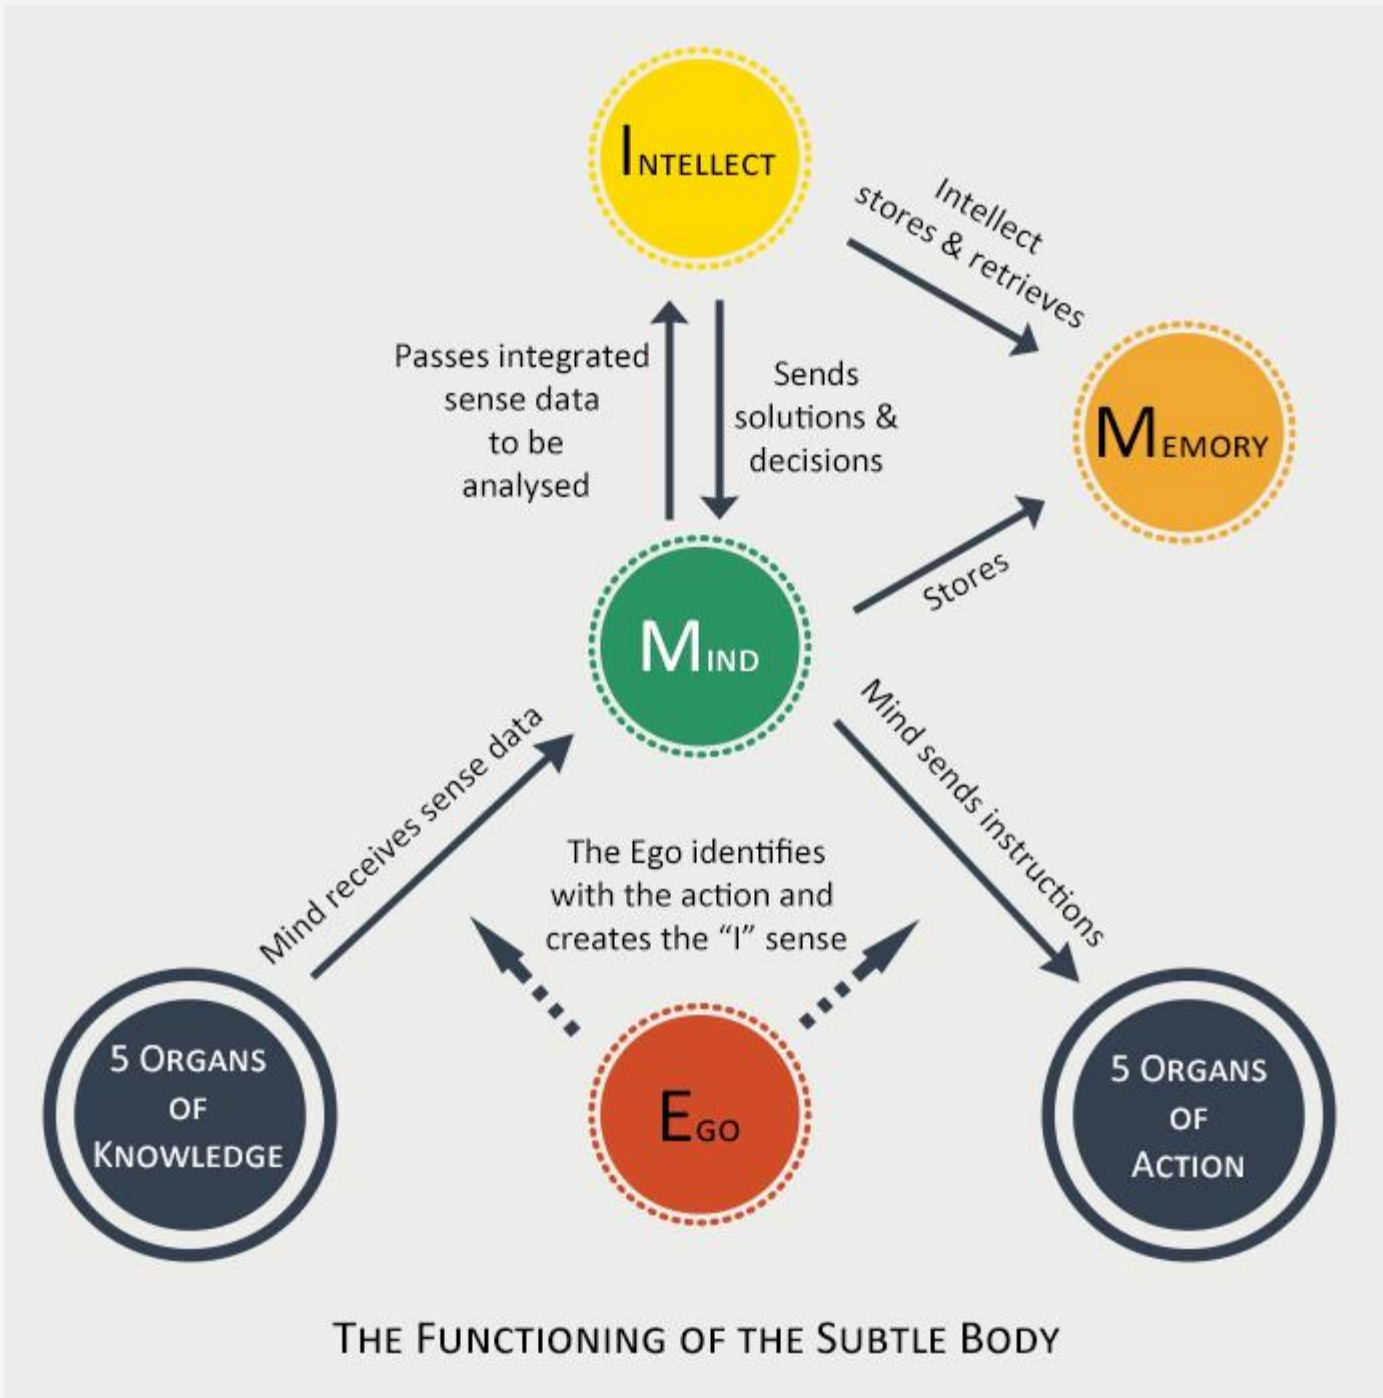 INTELLECT
Intellect
stores & retrieves
Passes integrated
sense data
to be
analysed
Sends
solutions &
decisions
MEMORY
Stores
MIND
Mind receives sense data
Mind sends instructions
The Ego identifies
with the action and
creates the “I” sense
5 ORGANS
OF
KNOWLEDGE
EGO
5 ORGANS
OF
ACTION
THE FUNCTIONING OF THE SUBTLE BODY